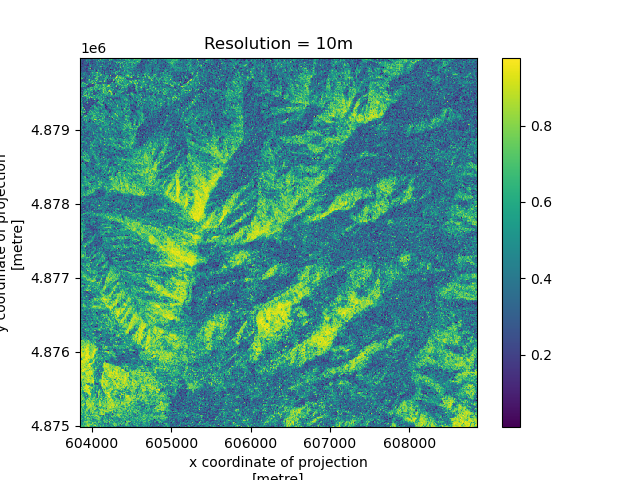 Resolution = 10m
1e6
4.879
4.878
4.877
4.876
4.875
604000 605000 606000 607000 608000
x coordinate of projection
[metre]
y coordinate of projection
[metre]
0.8
0.6
0.4
0.2